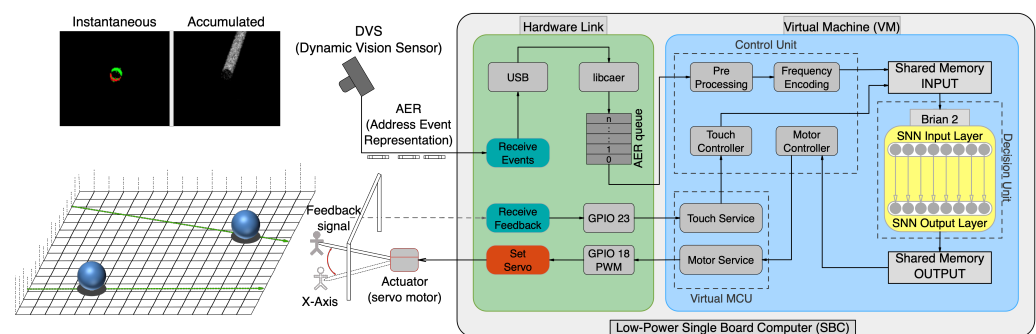 Instantaneous
Accumulated
DVS
(Dynamic Vision Sensor)
AER
(Address Event
Representation)
Feedback
signal
X-Axis
Actuator
(servo motor)
Hardware Link
USB
libcaer
Receive
Events
n
:
:
1
0
AER queue
Receive
Feedback
GPIO 23
Set
Servo
GPIO 18
PWM
Virtual Machine (VM)
Control Unit
Pre
Processing
Frequency
Encoding
Touch
Controller
Motor
Controller
Touch Service
Motor Service
Virtual MCU
Shared Memory
INPUT
Brian 2
SNN Input Layer
SNN Output Layer
Decision Unit
Shared Memory
OUTPUT
Low-Power Single Board Computer (SBC)